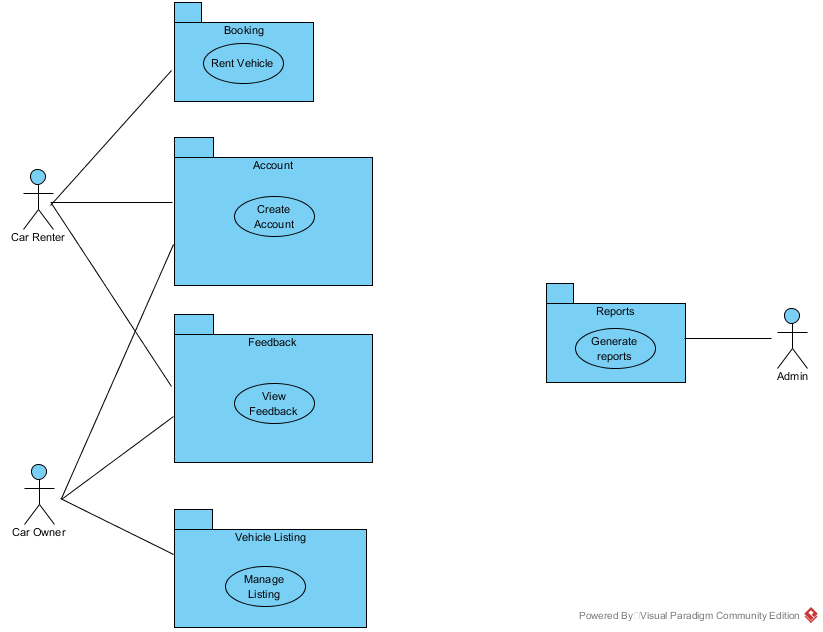 Booking
Rent Vehicle
Account
Create
Account
Car Renter
Feedback
View
Feedback
Reports
Generate
reports
Admin
Car Owner
Vehicle Listing
Manage
Listing
Powered By Visual Paradigm Community Edition